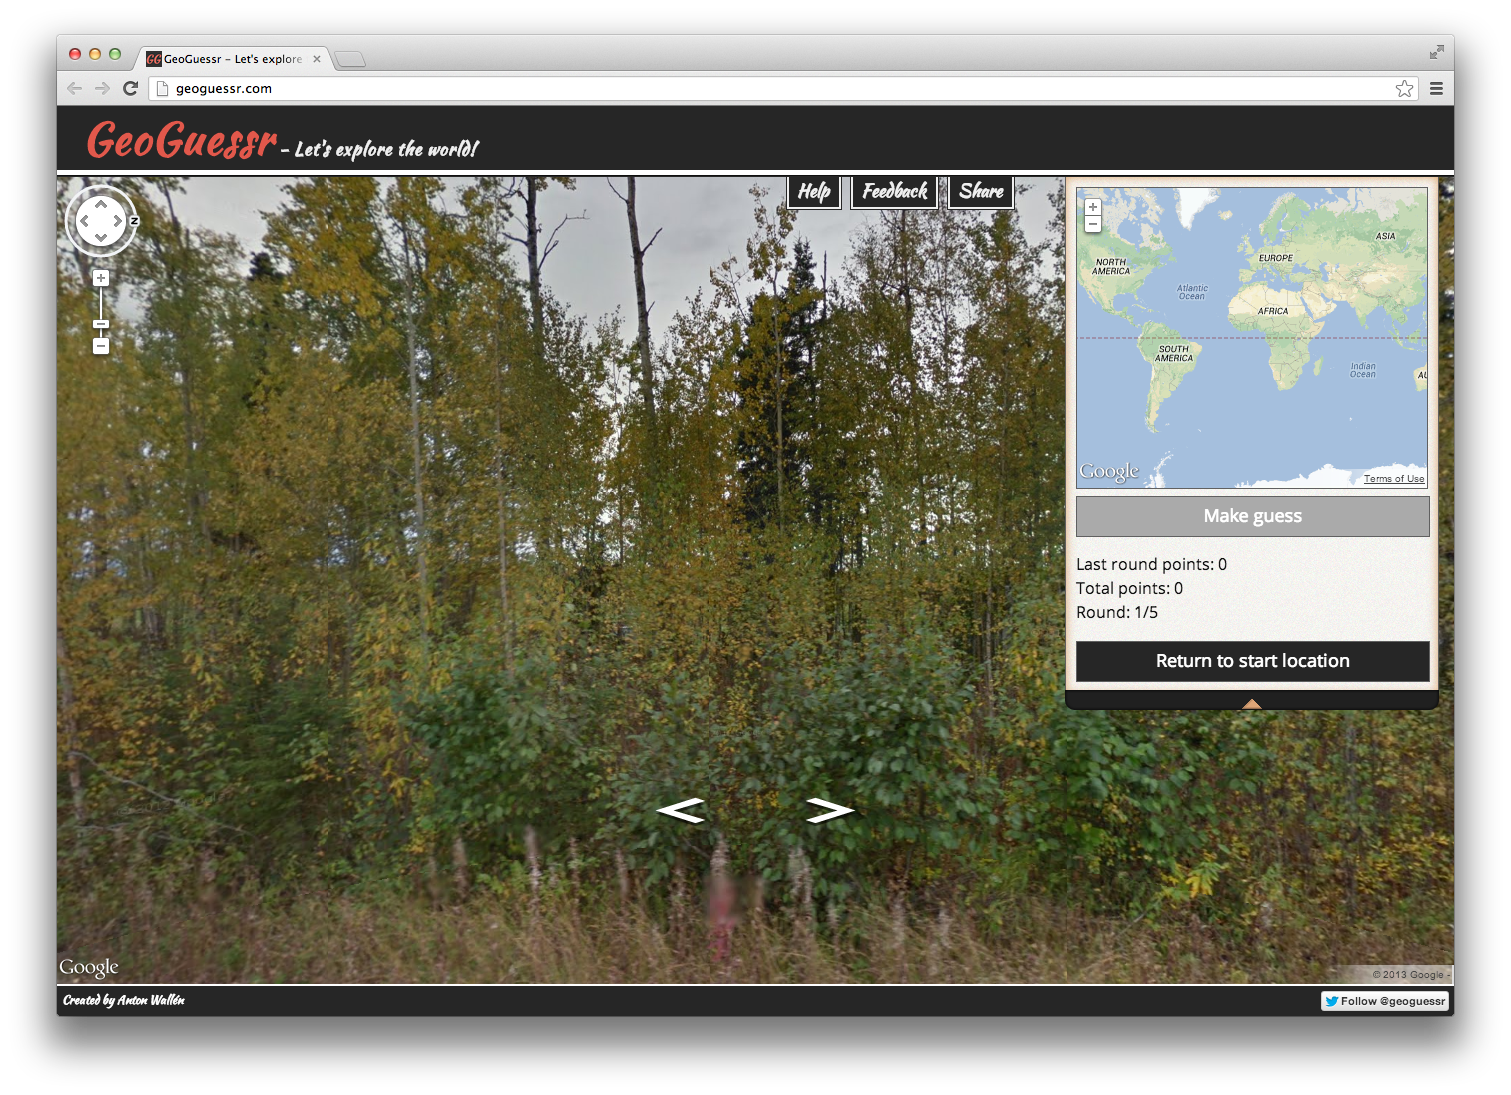 GeoGuessr - Let's explore
geoguessr.com
GeoGuessr - Let's explore the world!
Help
Feedback
Share
Z
NORTH AMERICA
Atlantic Ocean
EUROPE
ASIA
AFRICA
SOUTH AMERICA
Indian Ocean
AU
Google
Terms of Use
Make guess
Last round points: 0
Total points: 0
Round: 1/5
Return to start location
Google
© 2013 Google -
Created by Anton Wallén
Follow @geoguessr